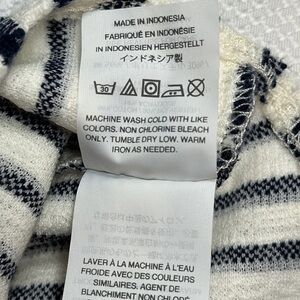 MADE IN INDONESIA
FABRIQUÉ EN INDONÉSIE
IN INDONESIEN HERGESTELLT
インドネシア製
30
MACHINE WASH COLD WITH LIKE
COLORS. NON CHLORINE BLEACH
ONLY. TUMBLE DRY LOW. WARM
IRON AS NEEDED.
LAVER À LA MACHINE À L'EAU
FROIDE AVEC DES COULEURS
SIMILAIRES. AGENT DE
BLANCHIMENT NON CHLORÉ